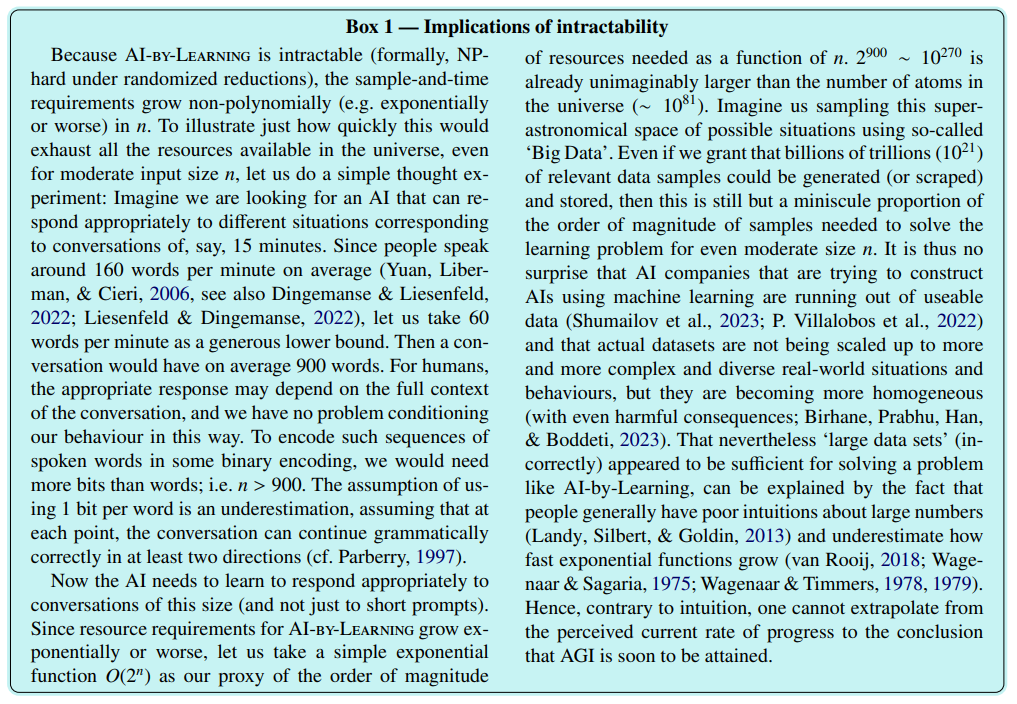 Box 1 — Implications of intractability
Because AI-BY-LEARNING is intractable (formally, NP-
hard under randomized reductions), the sample-and-time
requirements grow non-polynomially (e.g. exponentially
or worse) in n. To illustrate just how quickly this would
exhaust all the resources available in the universe, even
for moderate input size n, let us do a simple thought ex-
periment: Imagine we are looking for an AI that can re-
spond appropriately to different situations corresponding
to conversations of, say, 15 minutes. Since people speak
around 160 words per minute on average (Yuan, Liber-
man, & Cieri, 2006, see also Dingemanse & Liesenfeld,
2022; Liesenfeld & Dingemanse, 2022), let us take 60
words per minute as a generous lower bound. Then a con-
versation would have on average 900 words. For humans,
the appropriate response may depend on the full context
of the conversation, and we have no problem conditioning
our behaviour in this way. To encode such sequences of
spoken words in some binary encoding, we would need
more bits than words; i.e. n > 900. The assumption of us-
ing 1 bit per word is an underestimation, assuming that at
each point, the conversation can continue grammatically
correctly in at least two directions (cf. Parberry, 1997).
Now the AI needs to learn to respond appropriately to
conversations of this size (and not just to short prompts).
Since resource requirements for AI-BY-LEARNING grow ex-
ponentially or worse, let us take a simple exponential
function O(2ⁿ) as our proxy of the order of magnitude
of resources needed as a function of n. 2⁹⁰⁰ ∼ 10²⁷⁰ is
already unimaginably larger than the number of atoms in
the universe (∼ 10⁸¹). Imagine us sampling this super-
astronomical space of possible situations using so-called
‘Big Data’. Even if we grant that billions of trillions (10²¹)
of relevant data samples could be generated (or scraped)
and stored, then this is still but a miniscule proportion of
the order of magnitude of samples needed to solve the
learning problem for even moderate size n. It is thus no
surprise that AI companies that are trying to construct
AIs using machine learning are running out of useable
data (Shumailov et al., 2023; P. Villalobos et al., 2022)
and that actual datasets are not being scaled up to more
and more complex and diverse real-world situations and
behaviours, but they are becoming more homogeneous
(with even harmful consequences; Birhane, Prabhu, Han,
& Boddeti, 2023). That nevertheless ‘large data sets’ (in-
correctly) appeared to be sufficient for solving a problem
like AI-by-Learning, can be explained by the fact that
people generally have poor intuitions about large numbers
(Landy, Silbert, & Goldin, 2013) and underestimate how
fast exponential functions grow (van Rooij, 2018; Wage-
naar & Sagaria, 1975; Wagenaar & Timmers, 1978, 1979).
Hence, contrary to intuition, one cannot extrapolate from
the perceived current rate of progress to the conclusion
that AGI is soon to be attained.